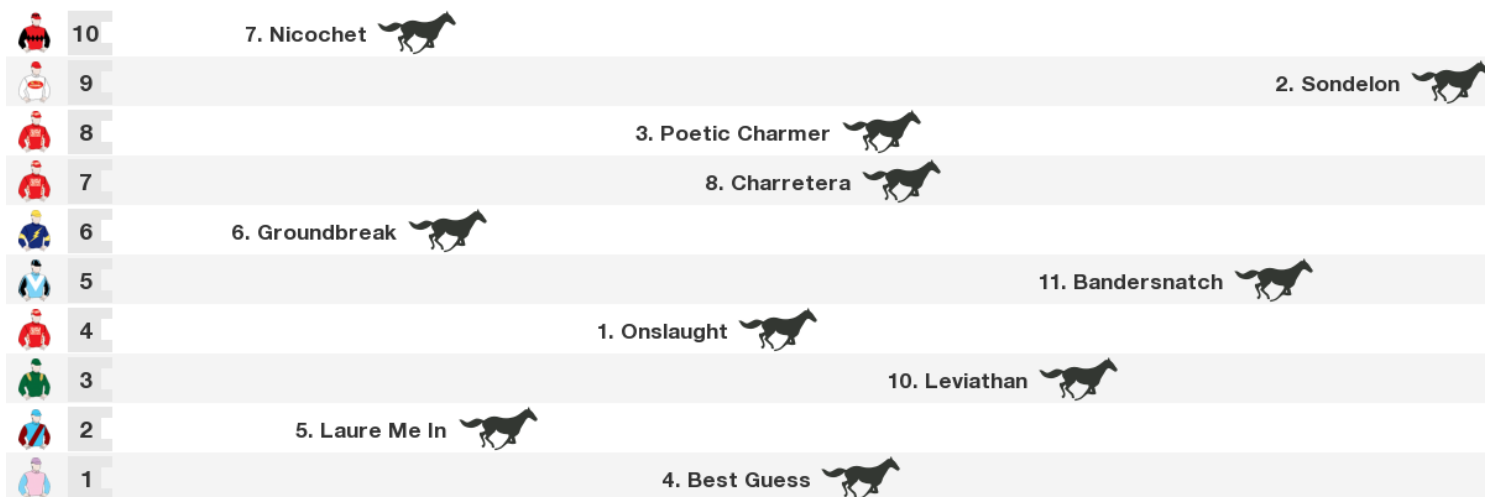 10 7. Nicochet
9 2. Sondelon
8 3. Poetic Charmer
7 8. Charretera
6 6. Groundbreak
5 11. Bandersnatch
4 1. Onslaught
3 10. Leviathan
2 5. Laure Me In
1 4. Best Guess